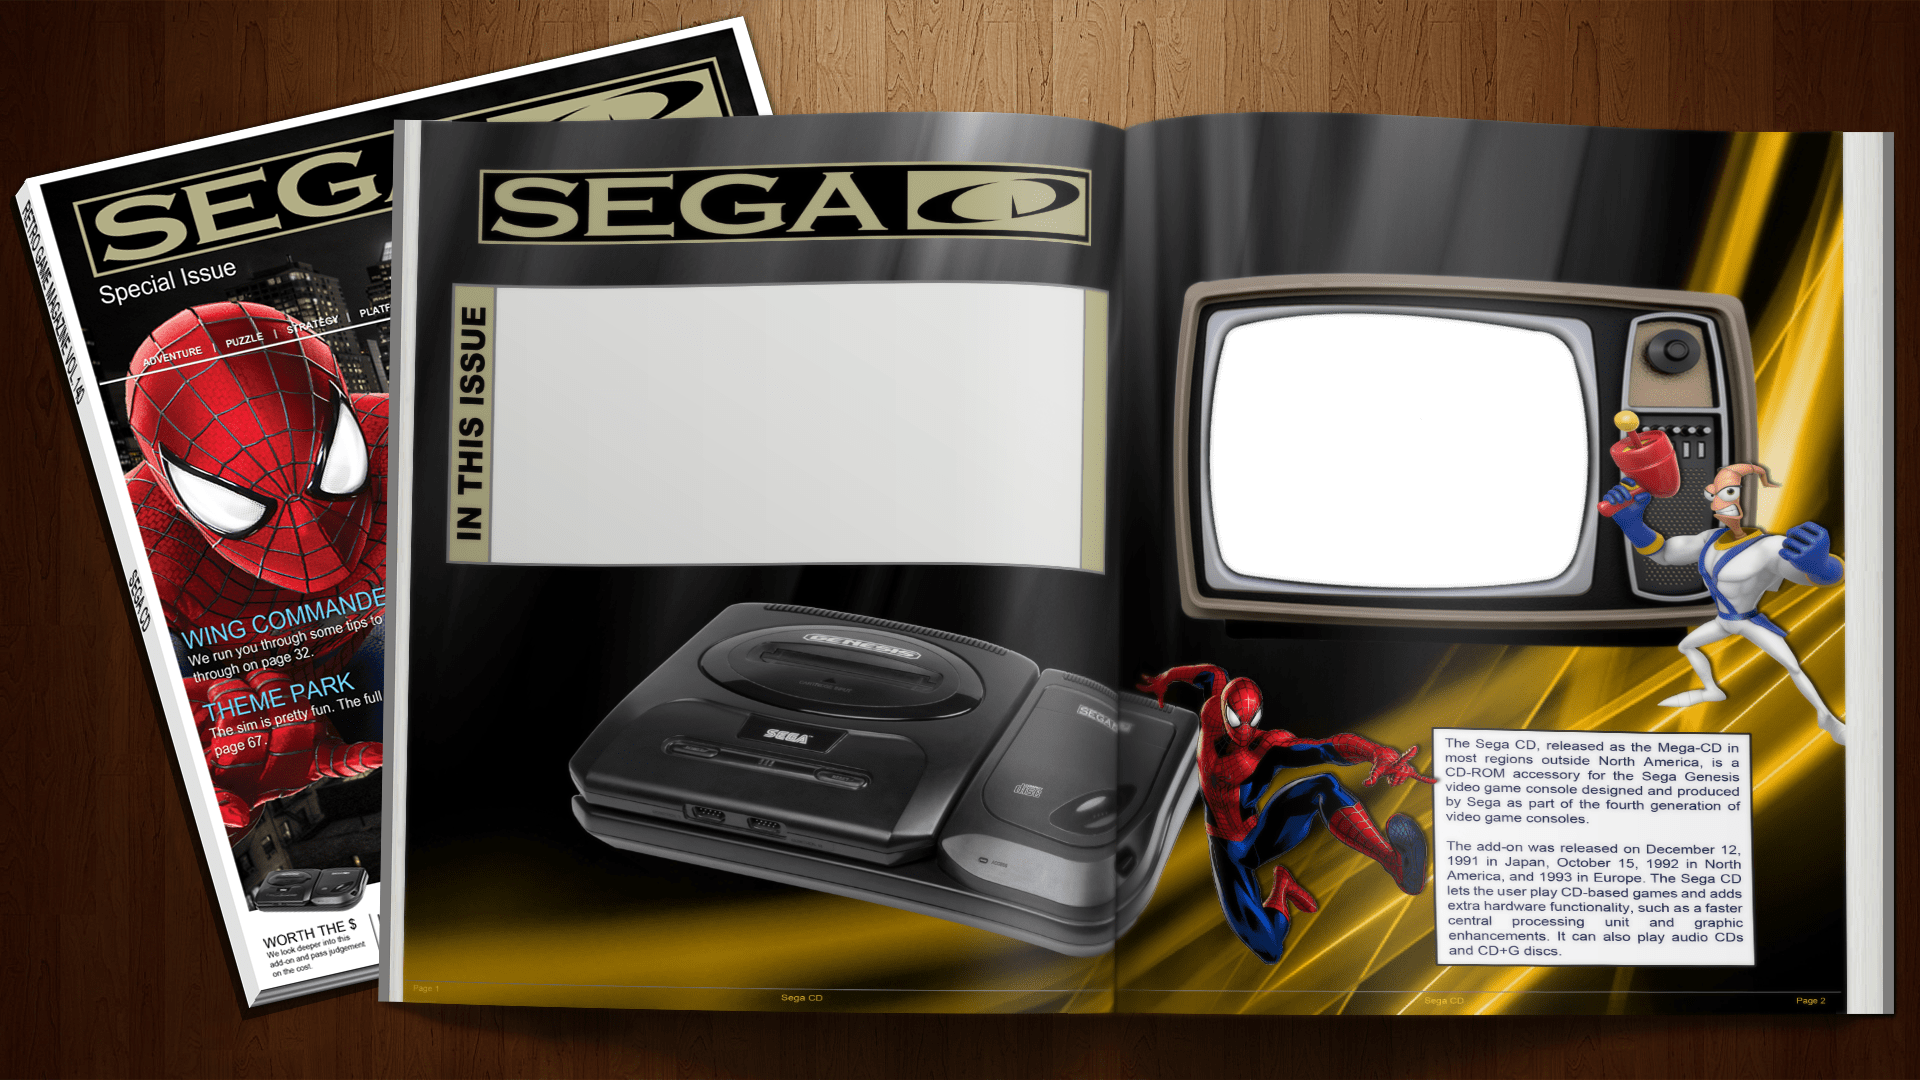 SEGA
Special Issue
ADVENTURE | PUZZLE | STRATEGY | PLATF
RETRO GAME MAGAZINE VOL. 140
SEGA CD
WING COMMANDE
We run you through some tips to
through on page 32.
THEME PARK
The sim is pretty fun. The full
page 67.
WORTH THE $
We look deeper into this
add-on and pass judgement
on the cost.
SEGA CD
IN THIS ISSUE
GENESIS
SEGA
SEGA
disc
Page 1
Sega CD
The Sega CD, released as the Mega-CD in
most regions outside North America, is a
CD-ROM accessory for the Sega Genesis
video game console designed and produced
by Sega as part of the fourth generation of
video game consoles.
The add-on was released on December 12,
1991 in Japan, October 15, 1992 in North
America, and 1993 in Europe. The Sega CD
lets the user play CD-based games and adds
extra hardware functionality, such as a faster
central processing unit and graphic
enhancements. It can also play audio CDs
and CD+G discs.
Sega CD
Page 2